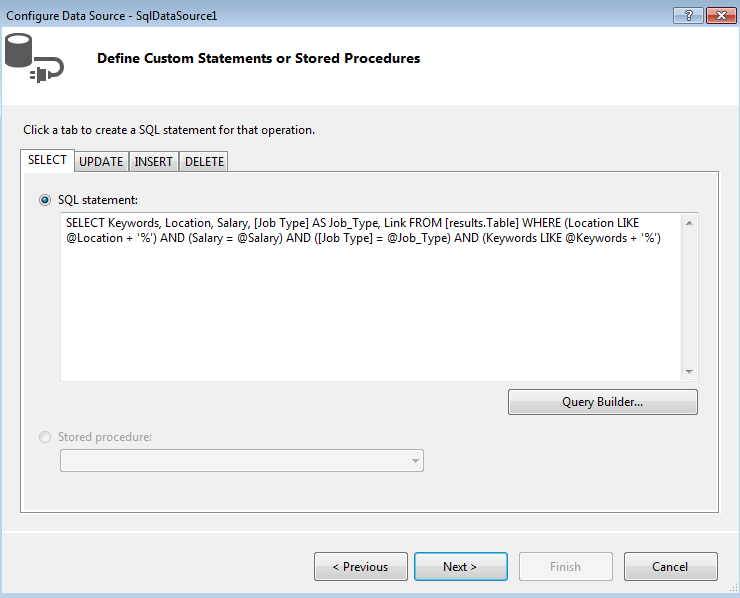 Configure Data Source - SqlDataSource1
?
Define Custom Statements or Stored Procedures
Click a tab to create a SQL statement for that operation.
SELECT UPDATE INSERT DELETE
SQL statement:
SELECT Keywords, Location, Salary, [Job Type] AS Job_Type, Link FROM [results.Table] WHERE (Location LIKE
@Location + '%') AND (Salary = @Salary) AND ([Job Type] = @Job_Type) AND (Keywords LIKE @Keywords + '%')
Query Builder...
Stored procedure:
< Previous Next > Finish Cancel